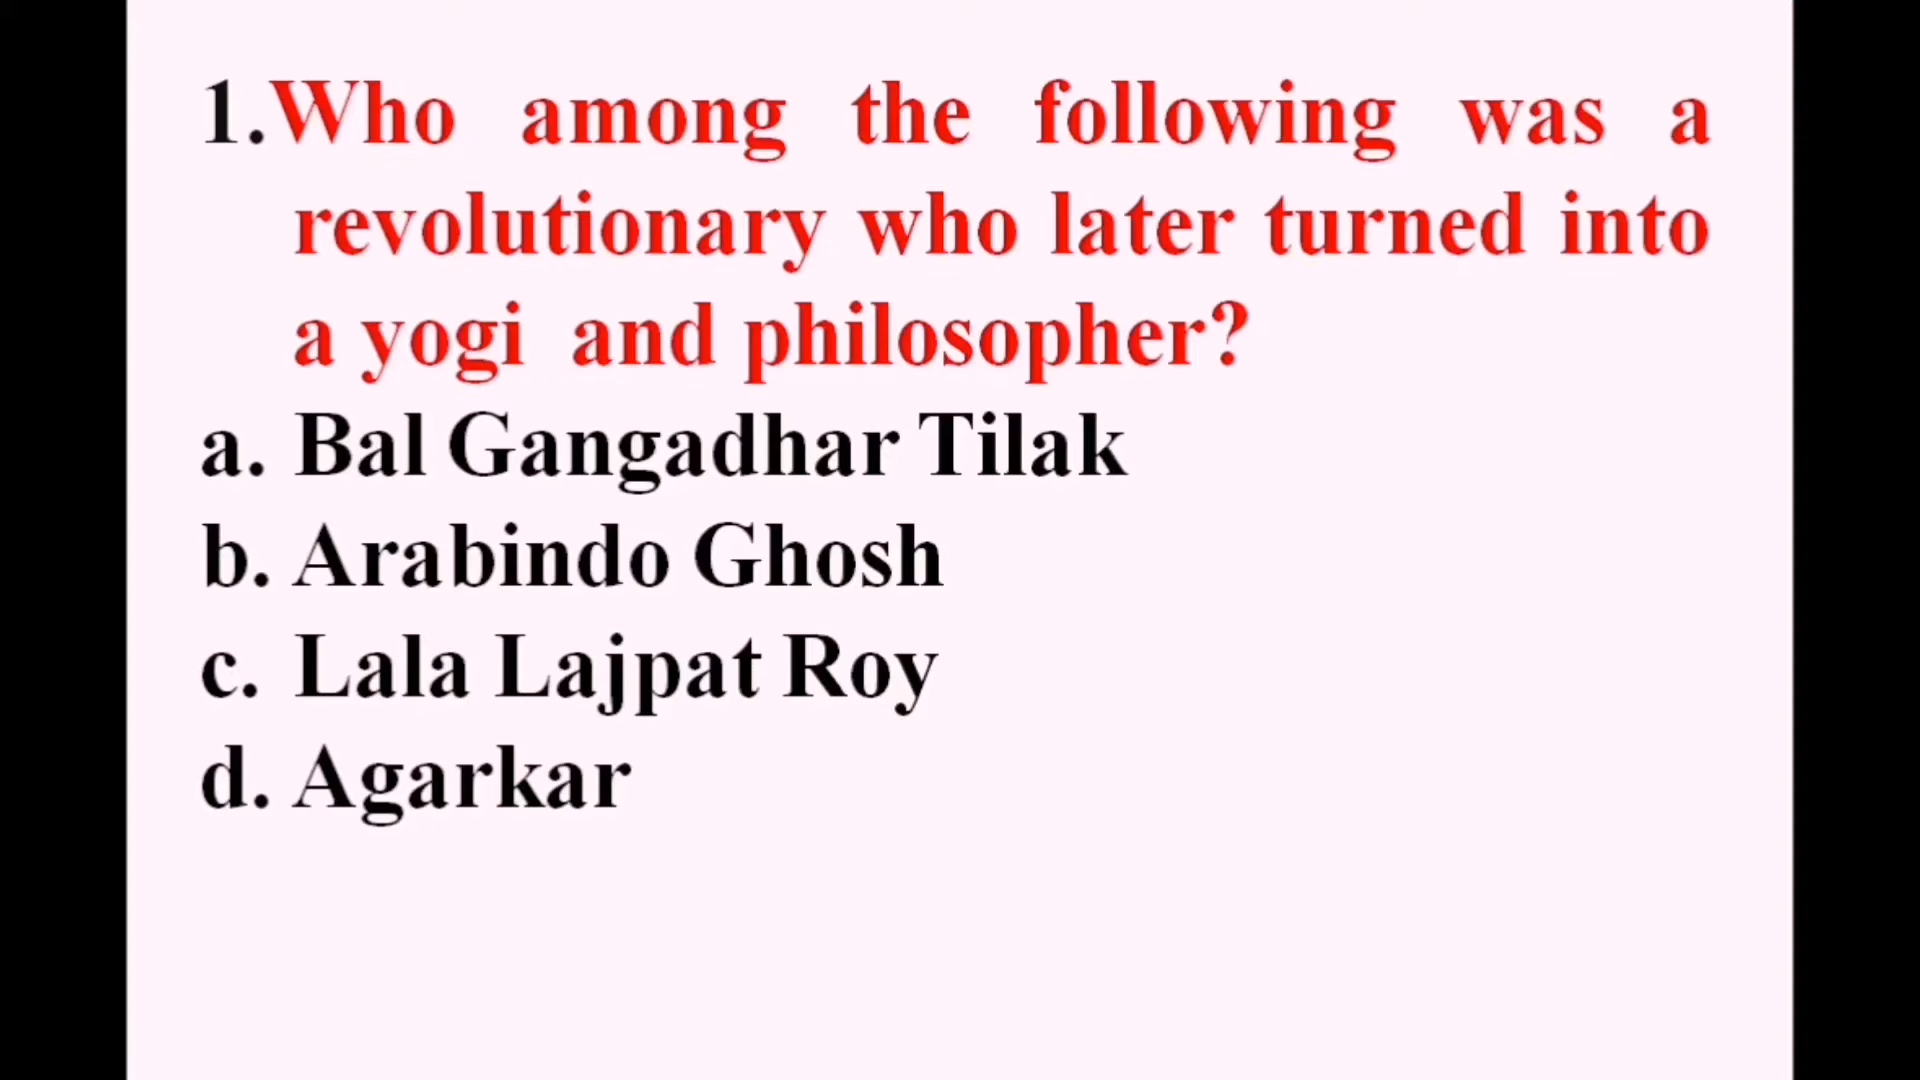 1.Who among the following was a
revolutionary who later turned into
a yogi and philosopher?
a. Bal Gangadhar Tilak
b. Arabindo Ghosh
c. Lala Lajpat Roy
d. Agarkar